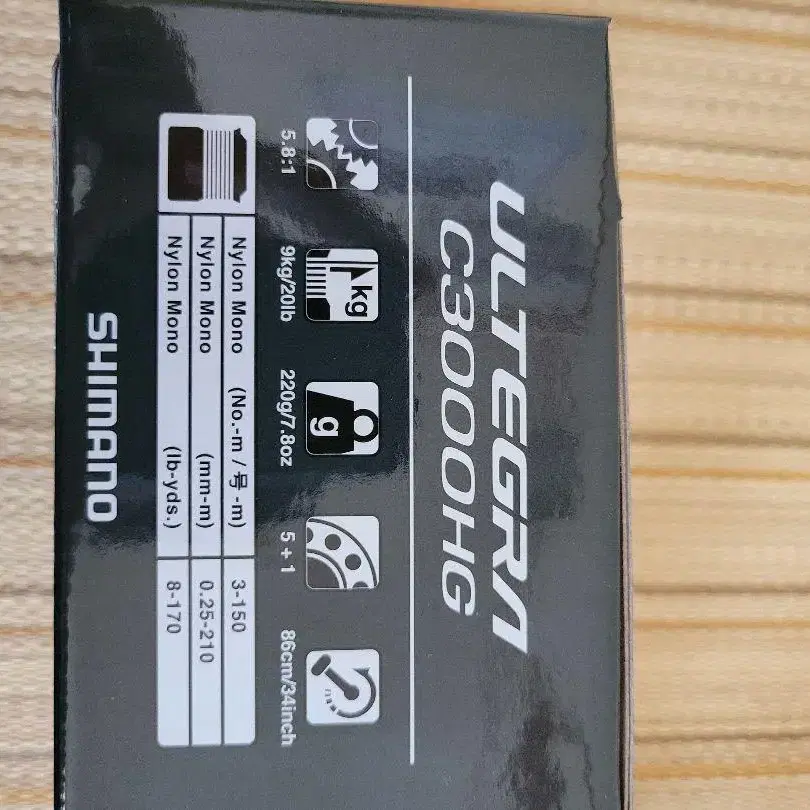 ULTEGRA
C3000HG
kg
g
5.8:1
9kg/20lb
220g/7.8oz
5 + 1
86cm/34inch
Nylon Mono (No.-m / 号-m) 3-150
Nylon Mono (mm-m) 0.25-210
Nylon Mono (lb-yds.) 8-170
SHIMANO